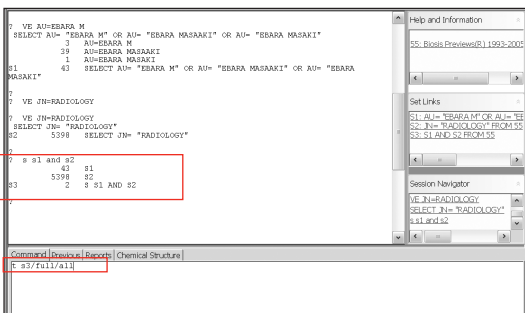 ?  VE AU=EBARA M
SELECT AU= "EBARA M" OR AU= "EBARA MASAAKI" OR AU= "EBARA MASAKI"
3  AU=EBARA M
39  AU=EBARA MASAAKI
1  AU=EBARA MASAKI
S1  43  SELECT AU= "EBARA M" OR AU= "EBARA MASAAKI" OR AU= "EBARA
MASAKI"
?
?  VE JN=RADIOLOGY
?  VE JN=RADIOLOGY
SELECT JN= "RADIOLOGY"
S2  5398  SELECT JN= "RADIOLOGY"
?
?  s s1 and s2
43  S1
5398  S2
S3  2  S S1 AND S2
?
Help and Information
55: Biosis Previews(R) 1993-2005
Set Links
S1: AU= "EBARA M" OR AU= "EE
S2: JN= "RADIOLOGY" FROM 55
S3: S1 AND S2 FROM 55
Session Navigator
VE JN=RADIOLOGY
SELECT JN= "RADIOLOGY"
s s1 and s2
Command | Previous | Reports | Chemical Structure |
t s3/full/all